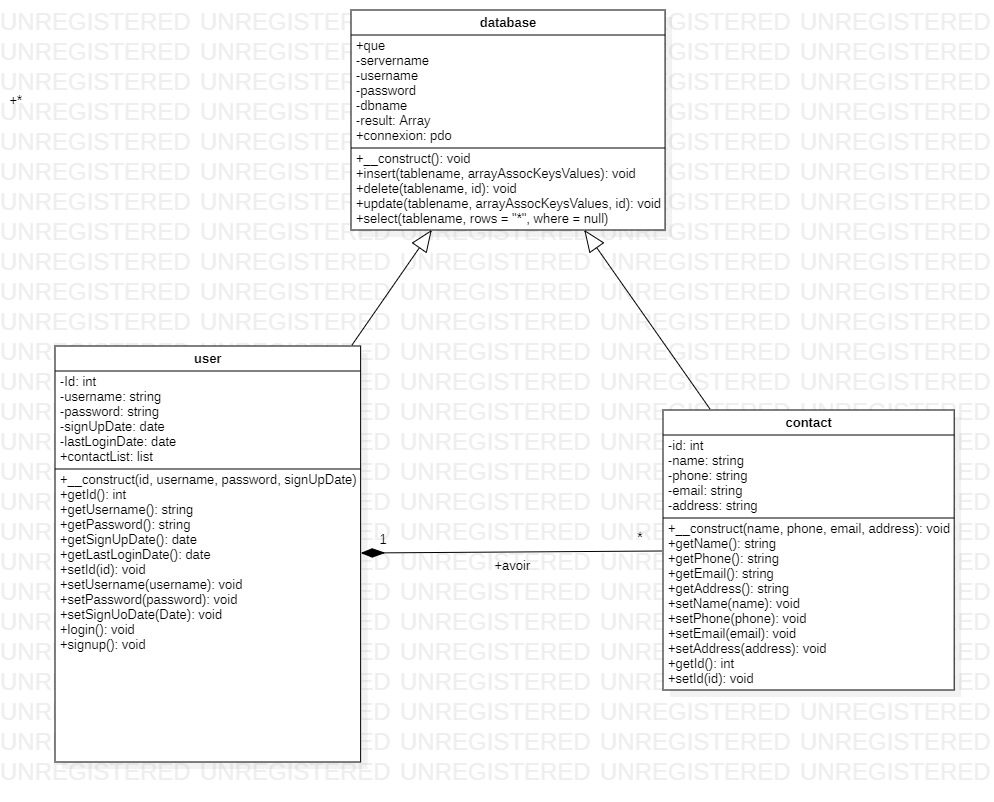 database
+que
-servername
-username
-password
-dbname
-result: Array
+connexion: pdo
+__construct(): void
+insert(tablename, arrayAssocKeysValues): void
+delete(tablename, id): void
+update(tablename, arrayAssocKeysValues, id): void
+select(tablename, rows = "*", where = null)
+*
user
-Id: int
-username: string
-password: string
-signUpDate: date
-lastLoginDate: date
+contactList: list
+__construct(id, username, password, signUpDate)
+getId(): int
+getUsername(): string
+getPassword(): string
+getSignUpDate(): date
+getLastLoginDate(): date
+setId(id): void
+setUsername(username): void
+setPassword(password): void
+setSignUoDate(Date): void
+login(): void
+signup(): void
1
*
+avoir
contact
-id: int
-name: string
-phone: string
-email: string
-address: string
+__construct(name, phone, email, address): void
+getName(): string
+getPhone(): string
+getEmail(): string
+getAddress(): string
+setName(name): void
+setPhone(phone): void
+setEmail(email): void
+setAddress(address): void
+getId(): int
+setId(id): void
UNREGISTERED